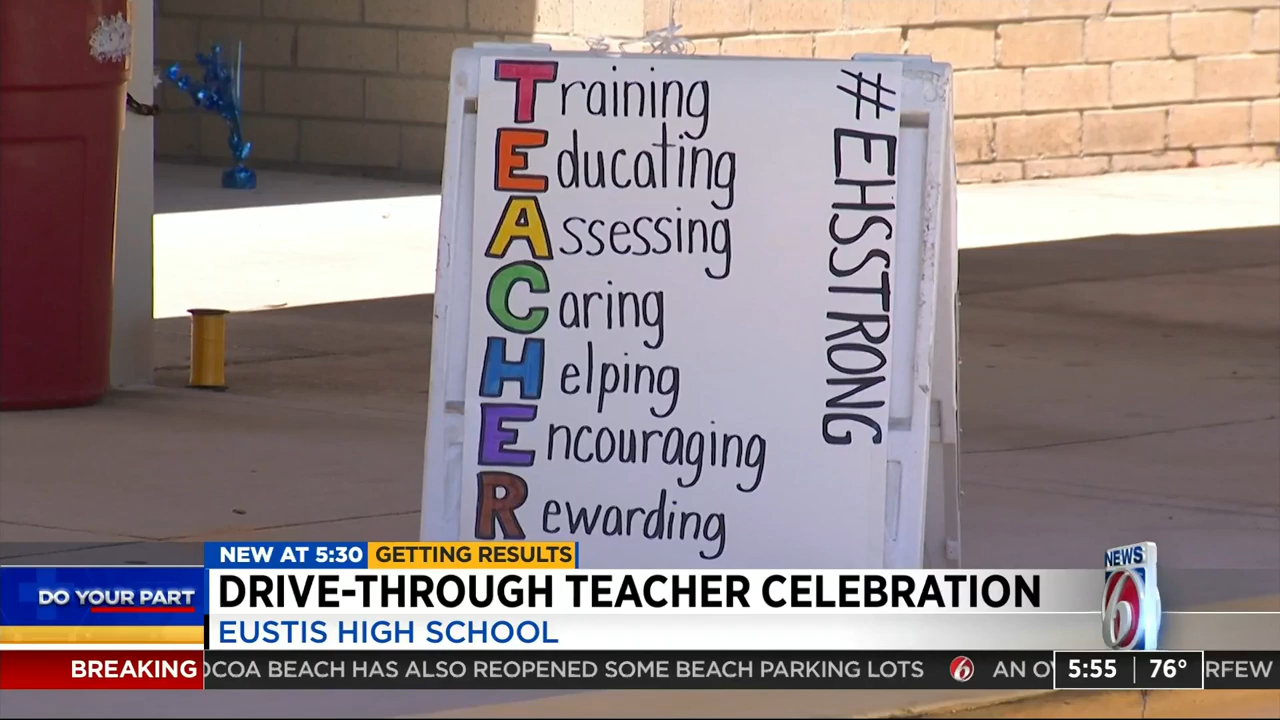 Training
Educating
Assessing
Caring
Helping
Encouraging
Rewarding
#EHSSTRONG
NEW AT 5:30 GETTING RESULTS
DO YOUR PART
DRIVE-THROUGH TEACHER CELEBRATION
EUSTIS HIGH SCHOOL
NEWS
6
BREAKING BEACH HAS ALSO REOPENED SOME BEACH PARKING LOTS 6 AN 5:55 76°